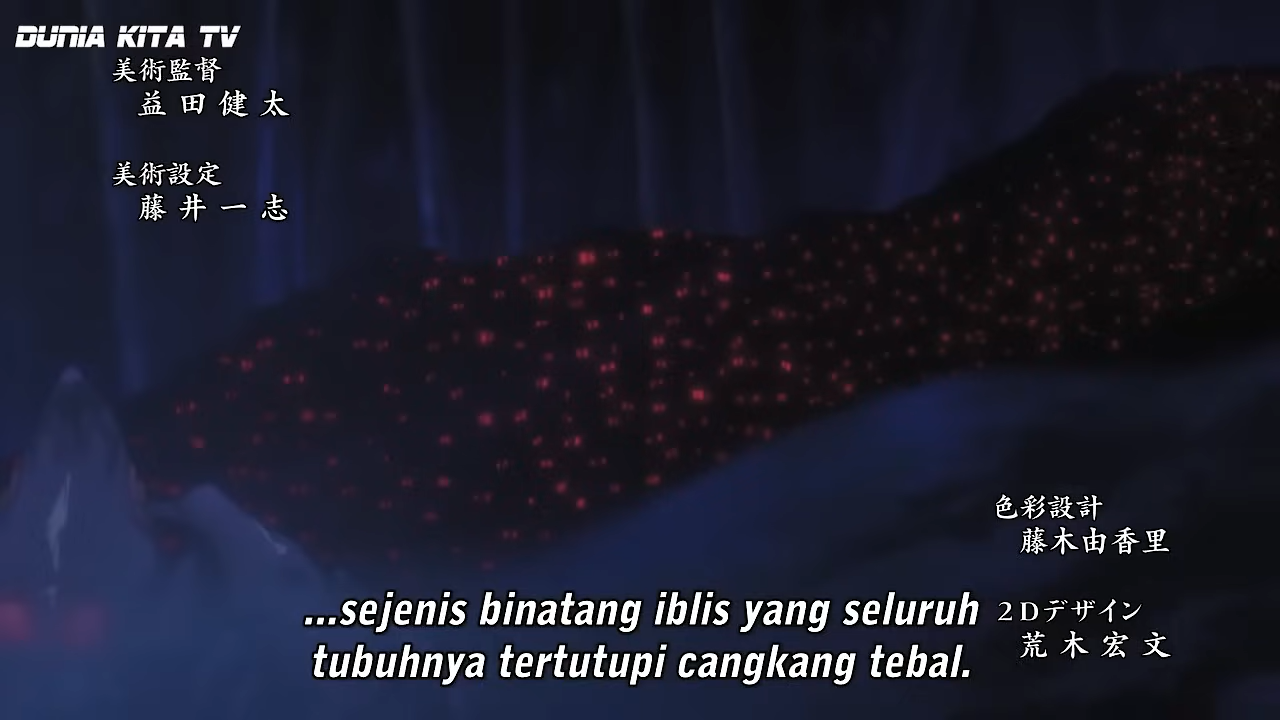 DUNIA KITA TV
美術監督
益田健太
美術設定
藤井一志
色彩設計
藤木由香里
2Dデザイン
荒木宏文
...sejenis binatang iblis yang seluruh
tubuhnya tertutupi cangkang tebal.